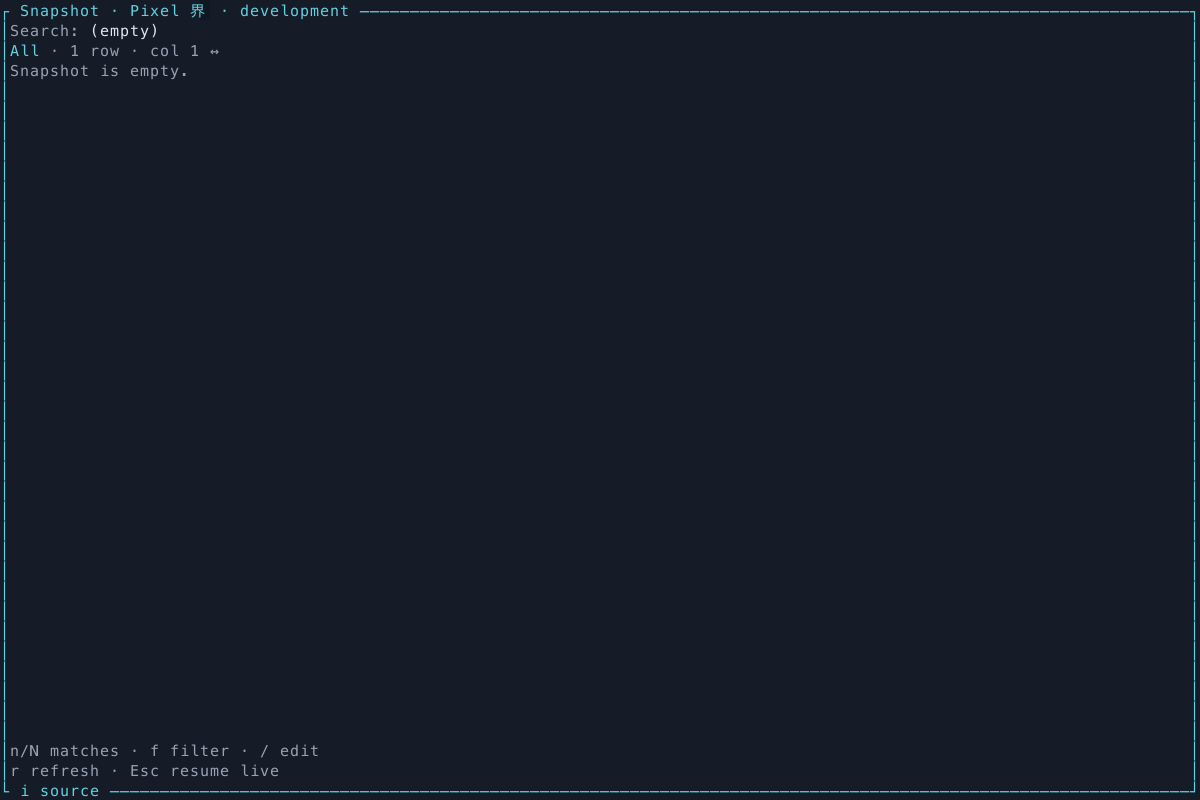 Snapshot · Pixel 界 · development
Search: (empty)
All · 1 row · col 1 ↔
Snapshot is empty.
n/N matches · f filter · / edit
r refresh · Esc resume live
i source